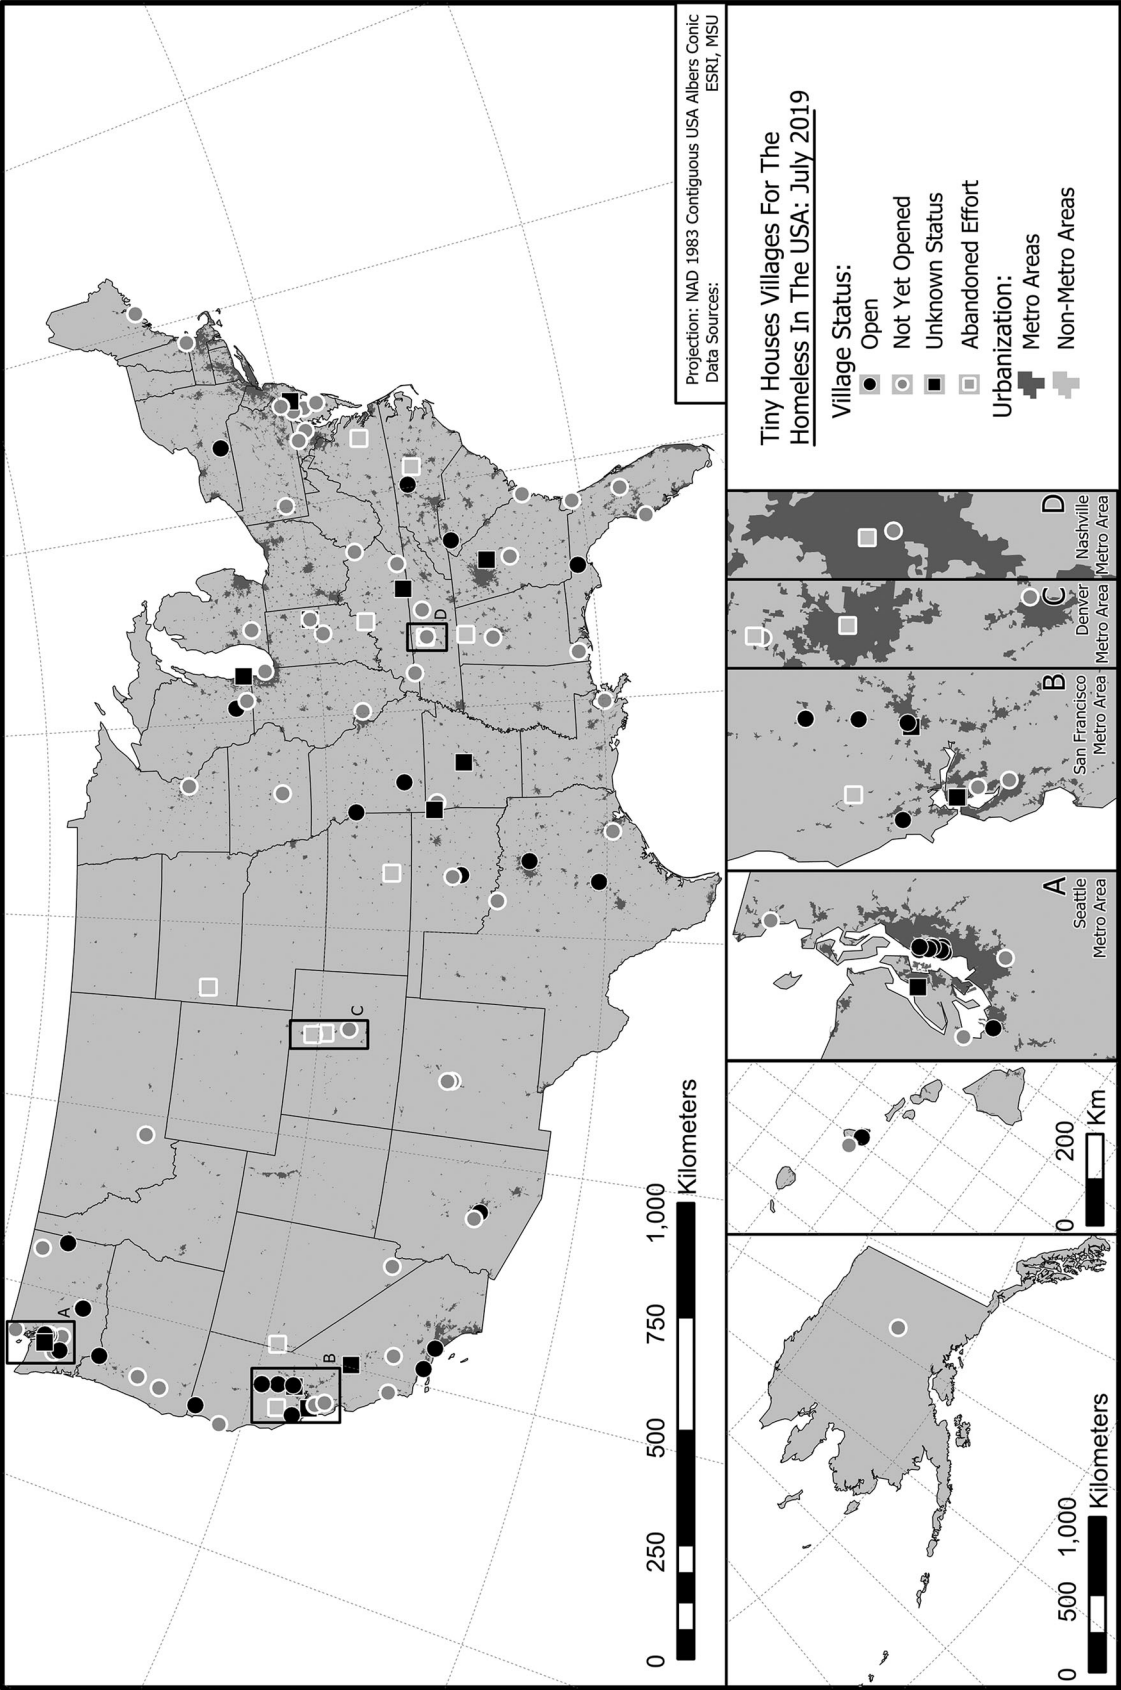 A
B
C
D
0 250 500 750 1,000
Kilometers
Projection: NAD 1983 Contiguous USA Albers Conic
Data Sources: ESRI, MSU
0 500 1,000
Kilometers
0 200
Km
A
Seattle
Metro Area
B
San Francisco
Metro Area
C
Denver
Metro Area
D
Nashville
Metro Area
Tiny Houses Villages For The
Homeless In The USA: July 2019
Village Status:
Open
Not Yet Opened
Unknown Status
Abandoned Effort
Urbanization:
Metro Areas
Non-Metro Areas